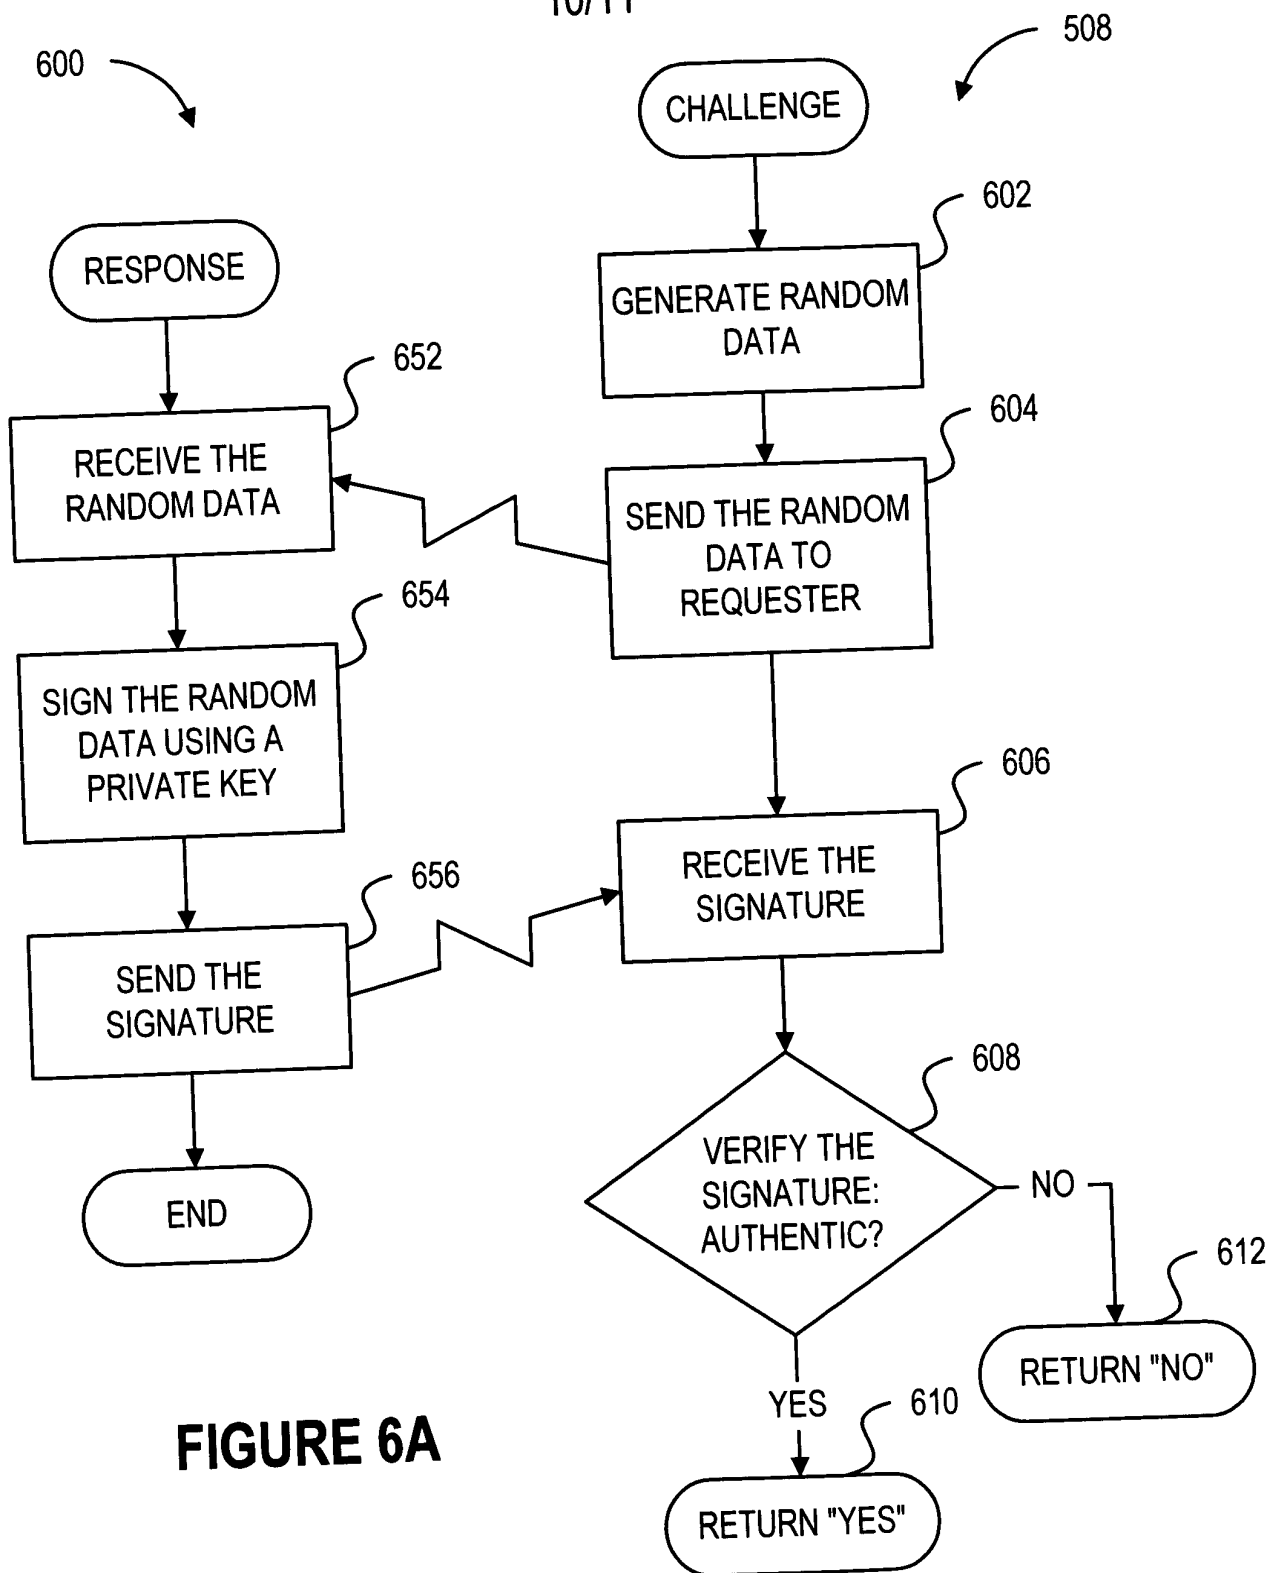 10/11
600
508
CHALLENGE
602
GENERATE RANDOM
DATA
RESPONSE
652
604
RECEIVE THE
RANDOM DATA
SEND THE RANDOM
DATA TO
REQUESTER
654
SIGN THE RANDOM
DATA USING A
PRIVATE KEY
606
RECEIVE THE
SIGNATURE
656
SEND THE
SIGNATURE
608
VERIFY THE
SIGNATURE:
AUTHENTIC?
NO
END
612
RETURN "NO"
YES
610
RETURN "YES"
FIGURE 6A